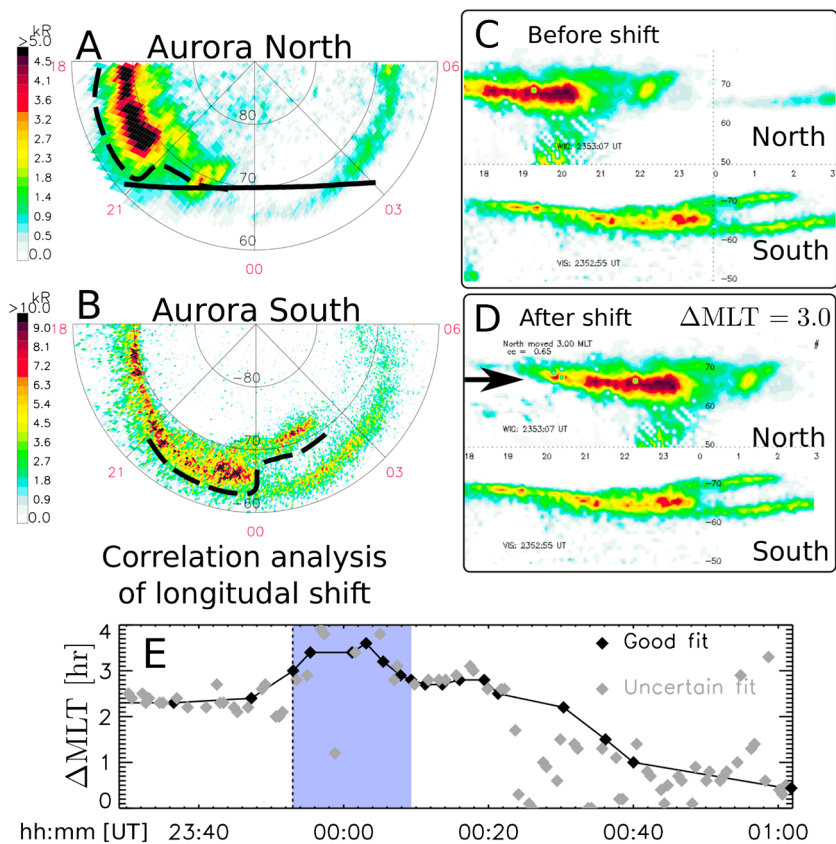 A
Aurora North
kR
>5.0
4.5
4.1
3.6
3.2
2.7
2.3
1.8
1.4
0.9
0.5
0.0
18
06
80
70
60
21
03
00
B
Aurora South
kR
>10.0
9.0
8.2
7.2
6.3
5.4
4.5
3.6
2.7
1.9
0.9
0.0
18
06
-80
-70
-60
21
03
00
C
Before shift
70
60
50
WIC: 2353:07 UT
North
18 19 20 21 22 23 0 1 2 3
-70
-60
-50
VIS: 2352:55 UT
South
D
After shift
ΔMLT = 3.0
North moved 3.00 MLT
cc = 0.65
#
70
60
50
WIC: 2353:07 UT
North
18 19 20 21 22 23 0 1 2 3
-70
-60
-50
VIS: 2352:55 UT
South
Correlation analysis
of longitudal shift
E
ΔMLT [hr]
4
3
2
1
0
Good fit
Uncertain fit
hh:mm [UT] 23:40 00:00 00:20 00:40 01:00